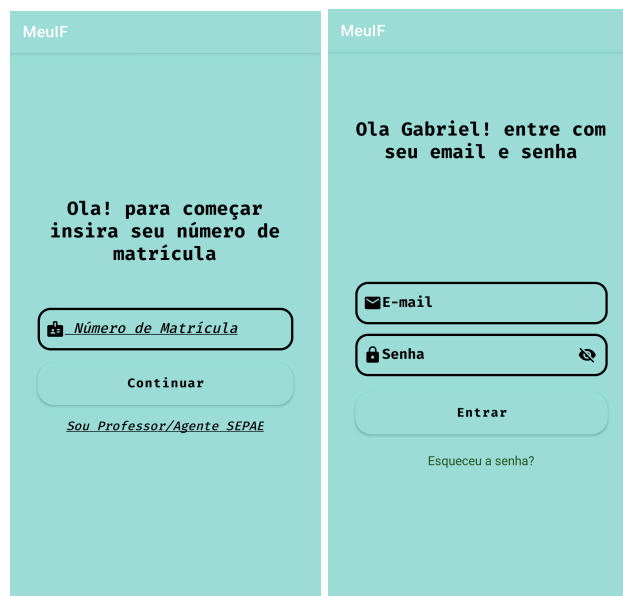 MeuIF
Ola! para começar
insira seu número de
matrícula
Número de Matrícula
Continuar
Sou Professor/Agente SEPAE
MeuIF
Ola Gabriel! entre com
seu email e senha
E-mail
Senha
Entrar
Esqueceu a senha?